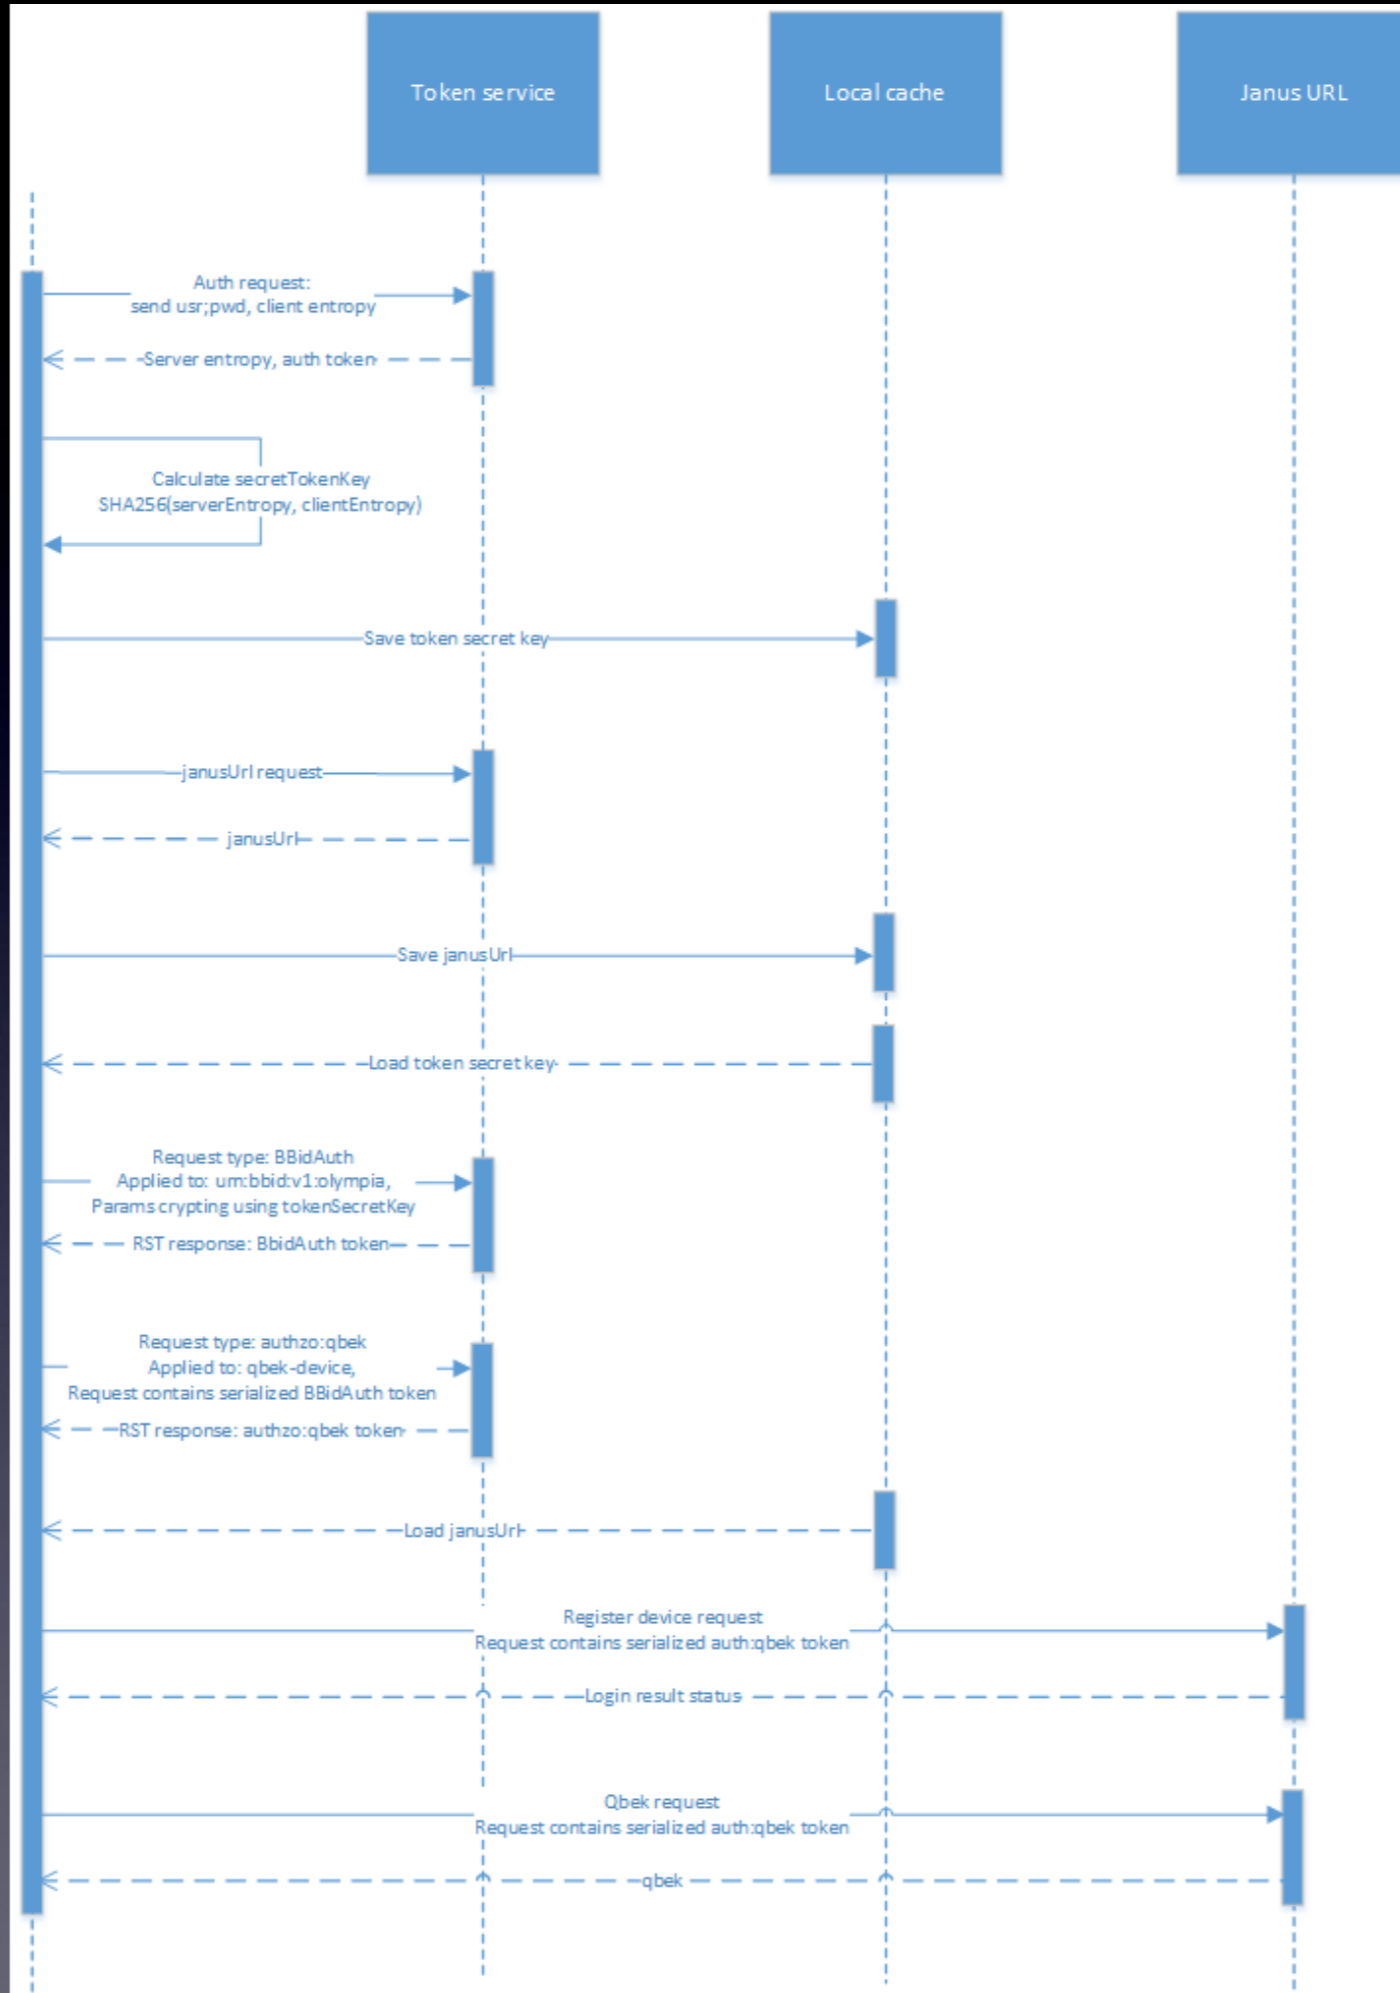 Token service
Local cache
Janus URL
Auth request:
send usr;pwd, client entropy
Server entropy, auth token
Calculate secretTokenKey
SHA256(serverEntropy, clientEntropy)
Save token secret key
janusUrl request
janusUrl
Save janusUrl
Load token secret key
Request type: BBidAuth
Applied to: urn:bbid:v1:olympia,
Params crypting using tokenSecretKey
RST response: BbidAuth token
Request type: authzo:qbek
Applied to: qbek-device,
Request contains serialized BBidAuth token
RST response: authzo:qbek token
Load janusUrl
Register device request
Request contains serialized auth:qbek token
Login result status
Qbek request
Request contains serialized auth:qbek token
qbek